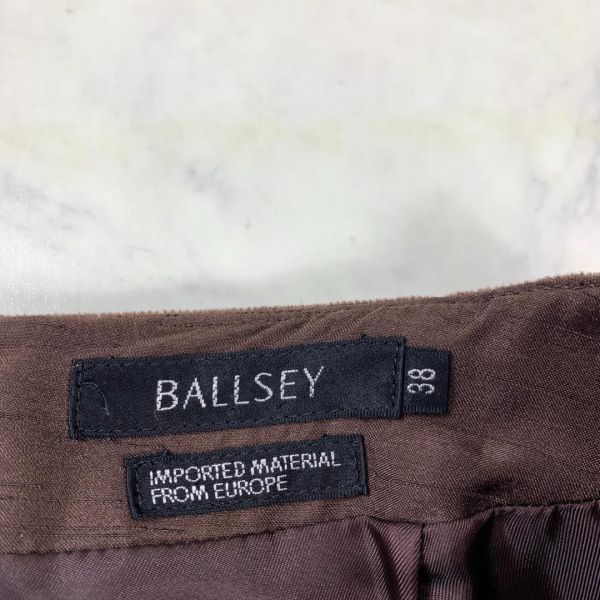 BALLSEY
38
IMPORTED MATERIAL
FROM EUROPE